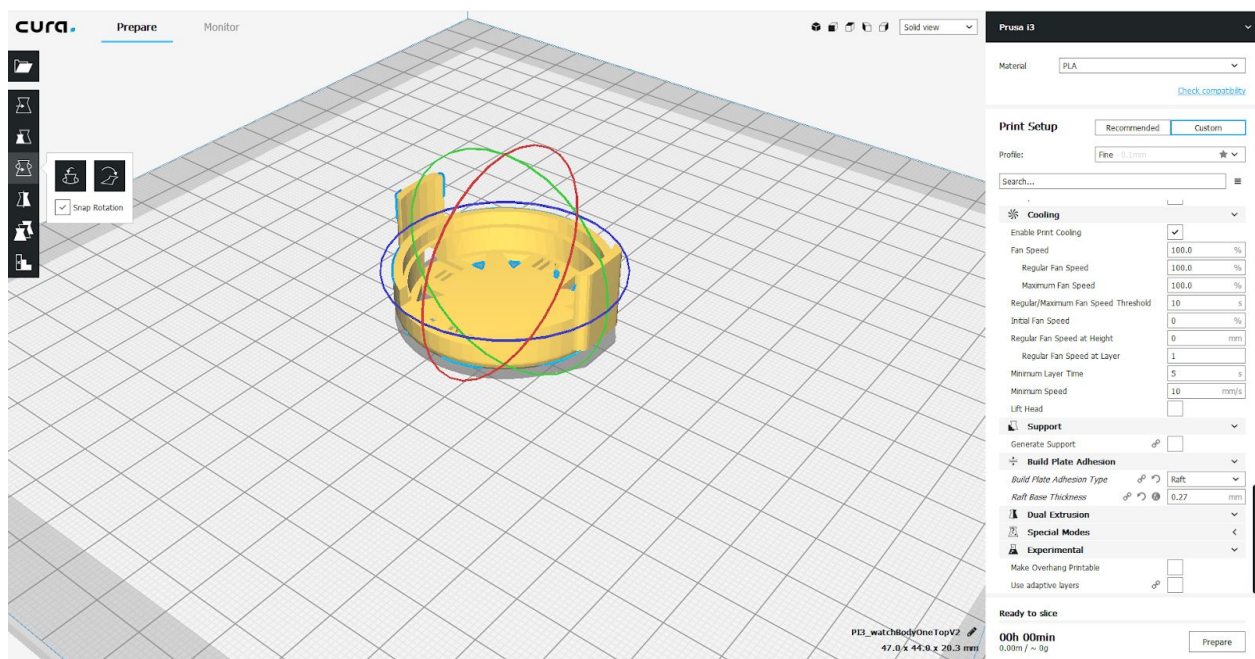 cura.
Prepare
Monitor
Solid view
Snap Rotation
PI3_watchBodyOneTopV2
47.0 x 44.0 x 20.3 mm
Prusa i3
Material
PLA
Check compatibility
Print Setup
Recommended
Custom
Profile:
Fine 0.1mm
Search...
Cooling
Enable Print Cooling
Fan Speed 100.0 %
Regular Fan Speed 100.0 %
Maximum Fan Speed 100.0 %
Regular/Maximum Fan Speed Threshold 10 s
Initial Fan Speed 0 %
Regular Fan Speed at Height 0 mm
Regular Fan Speed at Layer 1
Minimum Layer Time 5 s
Minimum Speed 10 mm/s
Lift Head
Support
Generate Support
Build Plate Adhesion
Build Plate Adhesion Type Raft
Raft Base Thickness 0.27 mm
Dual Extrusion
Special Modes
Experimental
Make Overhang Printable
Use adaptive layers
Ready to slice
00h 00min
0.00m / ~ 0g
Prepare